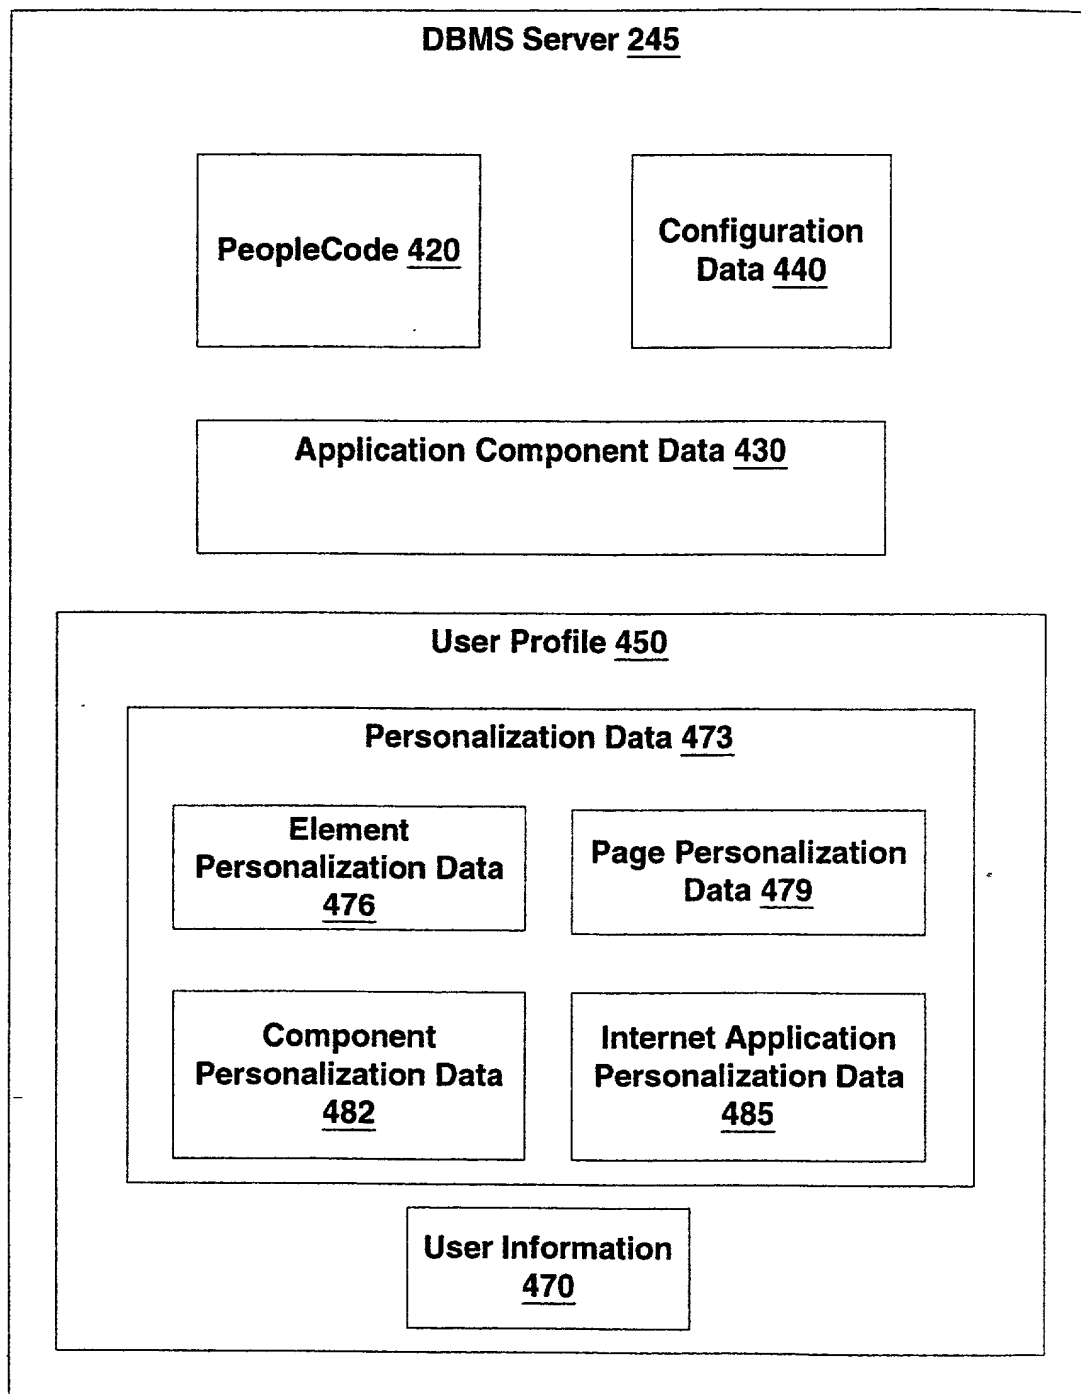 DBMS Server 245
PeopleCode 420
Configuration
Data 440
Application Component Data 430
User Profile 450
Personalization Data 473
Element
Personalization Data
476
Page Personalization
Data 479
Component
Personalization Data
482
Internet Application
Personalization Data
485
User Information
470